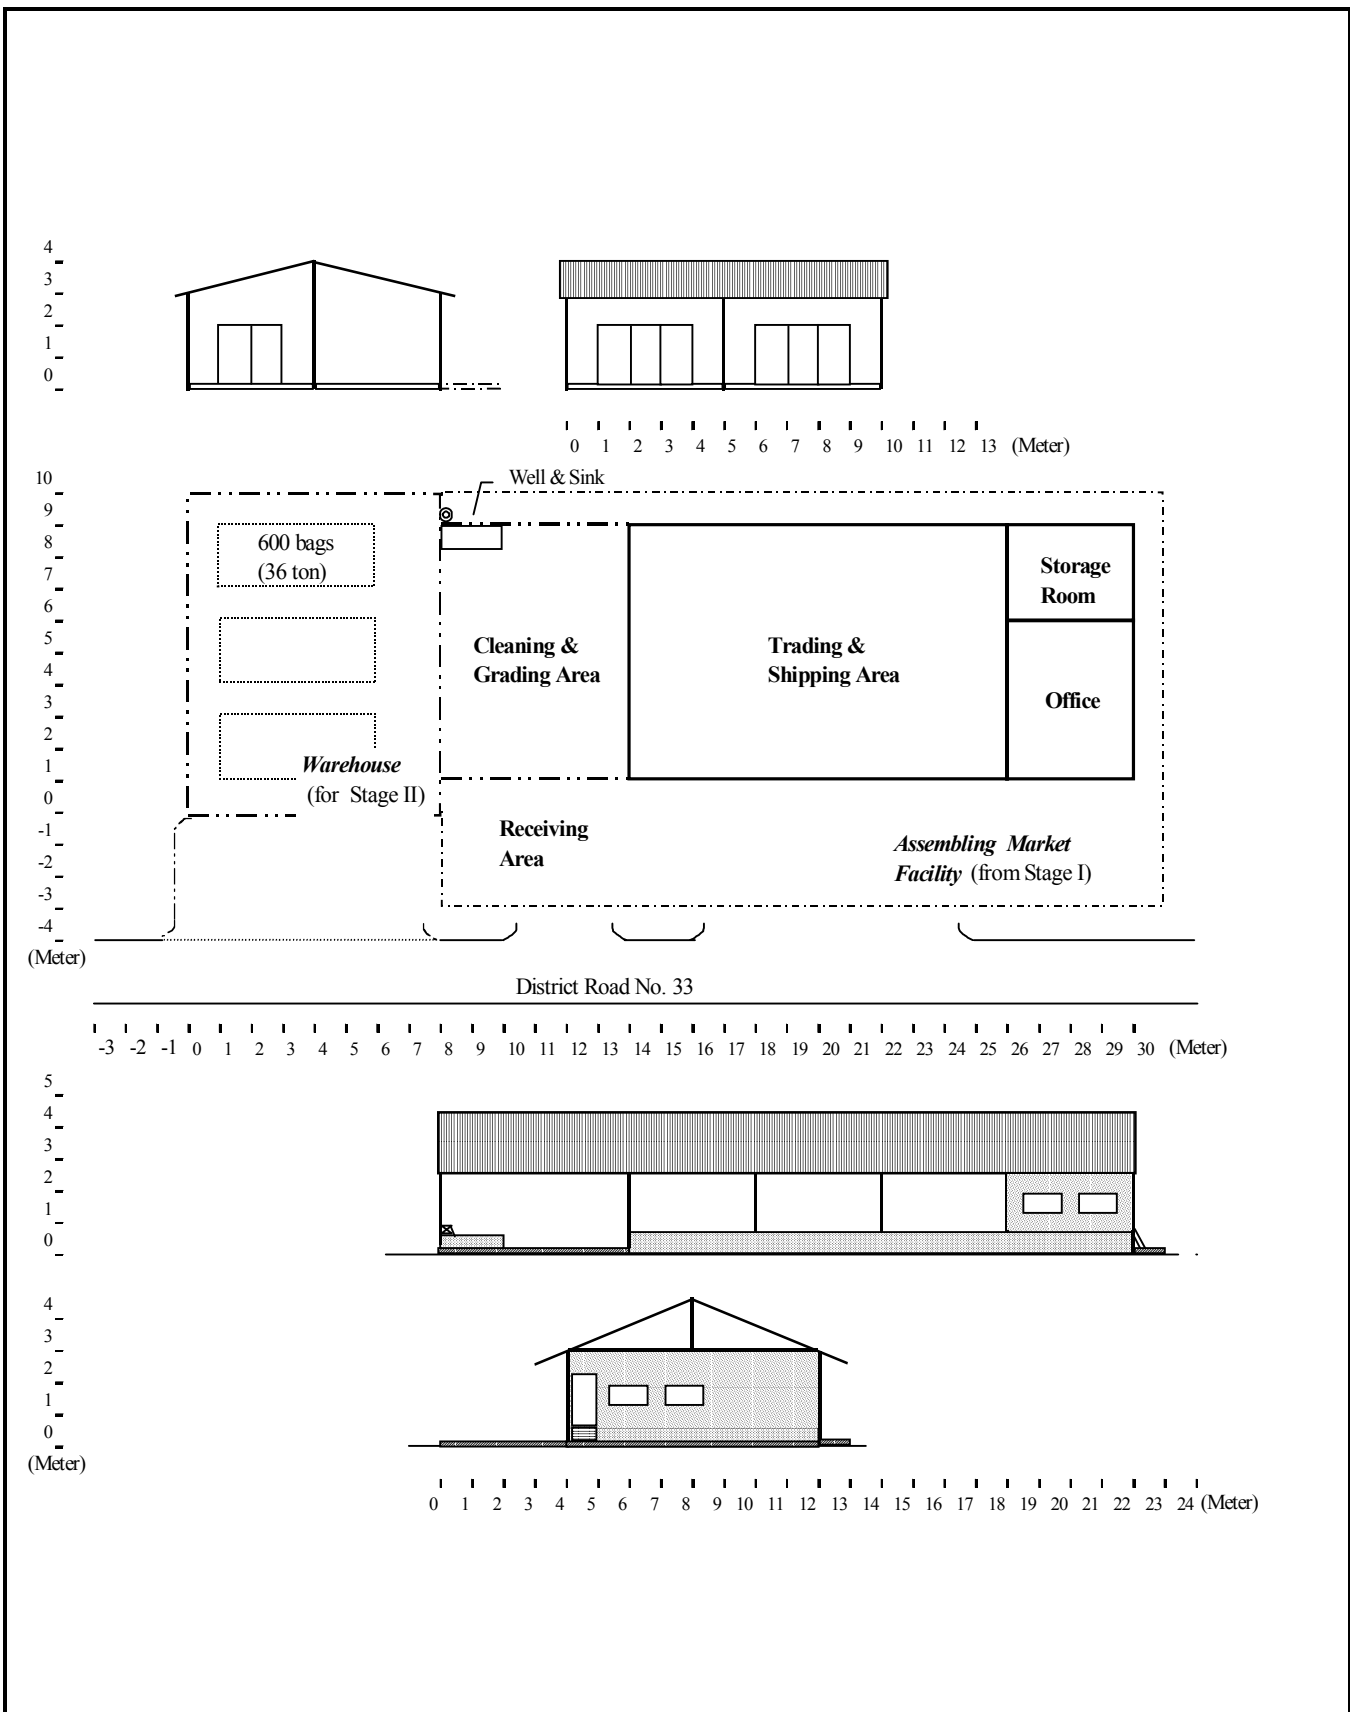 4
3
2
1
0
0 1 2 3 4 5 6 7 8 9 10 11 12 13 (Meter)
Well & Sink
10
9
8
7
6
5
4
3
2
1
0
-1
-2
-3
-4
(Meter)
600 bags
(36 ton)
Storage
Room
Cleaning &
Grading Area
Trading &
Shipping Area
Office
Warehouse
(for Stage II)
Receiving
Area
Assembling Market
Facility (from Stage I)
District Road No. 33
-3 -2 -1 0 1 2 3 4 5 6 7 8 9 10 11 12 13 14 15 16 17 18 19 20 21 22 23 24 25 26 27 28 29 30 (Meter)
5
4
3
2
1
0
4
3
2
1
0
(Meter)
0 1 2 3 4 5 6 7 8 9 10 11 12 13 14 15 16 17 18 19 20 21 22 23 24 (Meter)